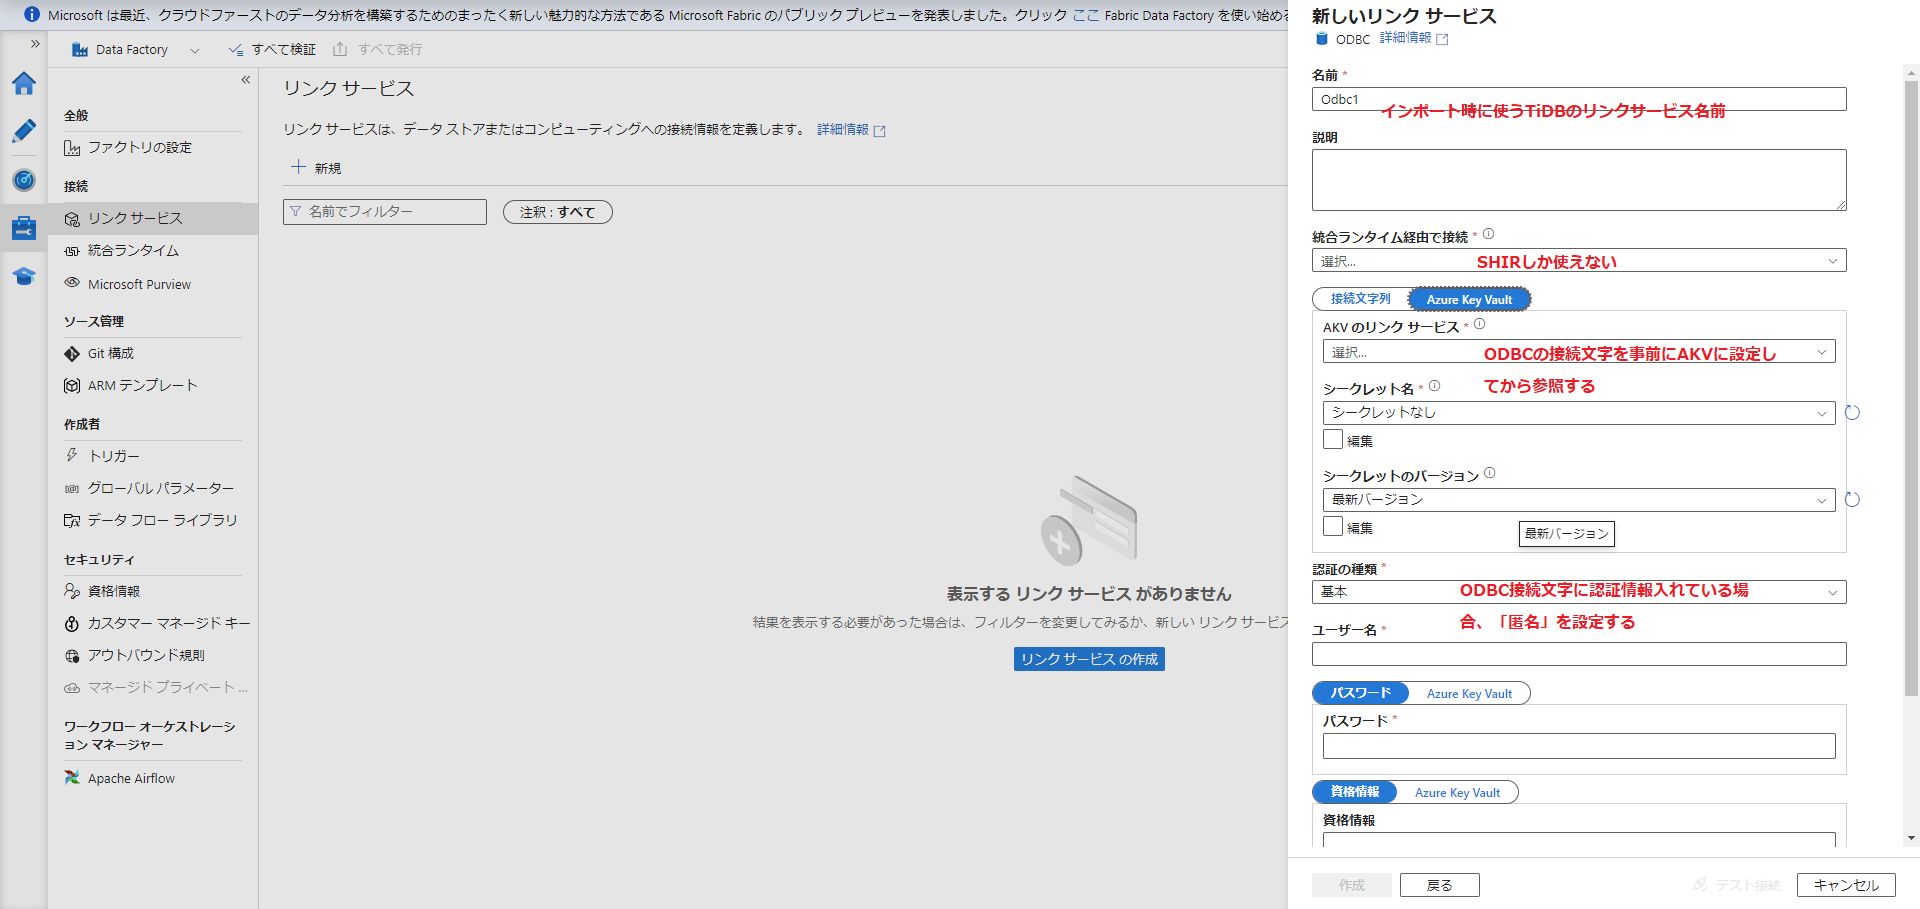 Microsoft は最近、クラウドファーストのデータ分析を構築するためのまったく新しい魅力的な方法である Microsoft Fabric のパブリック プレビューを発表しました。クリック ここ Fabric Data Factory を使い始める
Data Factory
すべて検証
すべて発行
全般
ファクトリの設定
接続
リンク サービス
統合ランタイム
Microsoft Purview
ソース管理
Git 構成
ARM テンプレート
作成者
トリガー
グローバル パラメーター
データ フロー ライブラリ
セキュリティ
資格情報
カスタマー マネージド キー
アウトバウンド規則
マネージド プライベート ...
ワークフロー オーケストレーシ
ョン マネージャー
Apache Airflow
リンク サービス
リンク サービスは、データ ストアまたはコンピューティングへの接続情報を定義します。 詳細情報
新規
名前でフィルター
注釈 : すべて
表示する リンク サービス がありません
結果を表示する必要があった場合は、フィルターを変更してみるか、新しい リンク サービス
リンク サービス の作成
新しいリンク サービス
ODBC 詳細情報
名前 *
Odbc1
インポート時に使うTiDBのリンクサービス名前
説明
統合ランタイム経由で接続 *
選択...
SHIRしか使えない
接続文字列
Azure Key Vault
AKV のリンク サービス *
選択...
ODBCの接続文字を事前にAKVに設定し
てから参照する
シークレット名 *
シークレットなし
編集
シークレットのバージョン
最新バージョン
編集
最新バージョン
認証の種類 *
基本
ODBC接続文字に認証情報入れている場
合、「匿名」を設定する
ユーザー名 *
パスワード
Azure Key Vault
パスワード *
資格情報
Azure Key Vault
資格情報
作成
戻る
テスト接続
キャンセル